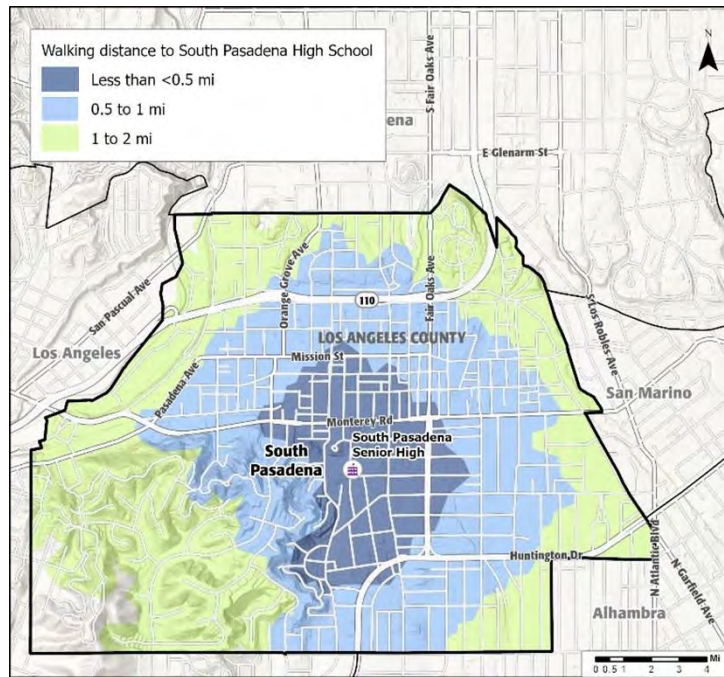 Walking distance to South Pasadena High School
Less than <0.5 mi
0.5 to 1 mi
1 to 2 mi
N
S Fair Oaks Ave
ena
E Glenarm St
San Pascual Ave
Orange Grove Ave
110
Fair Oaks Ave
S Los Robles Ave
LOS ANGELES COUNTY
Los Angeles
Mission St
Pasadena Ave
San Marino
Monterey Rd
South Pasadena
Senior High
South
Pasadena
Huntington Dr
N Atlantic Blvd
N Garfield Ave
Alhambra
Mi
0 0.5 1 2 3 4